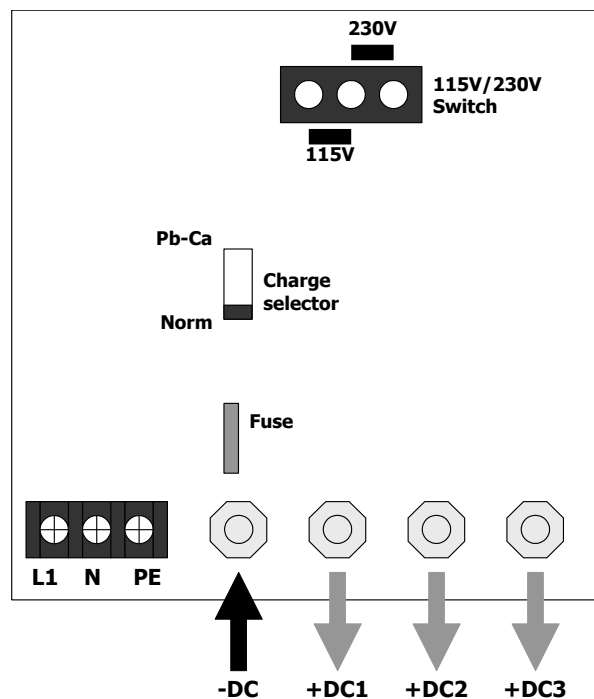 230V
115V/230V
Switch
115V
Pb-Ca
Charge
selector
Norm
Fuse
L1 N PE
-DC +DC1 +DC2 +DC3